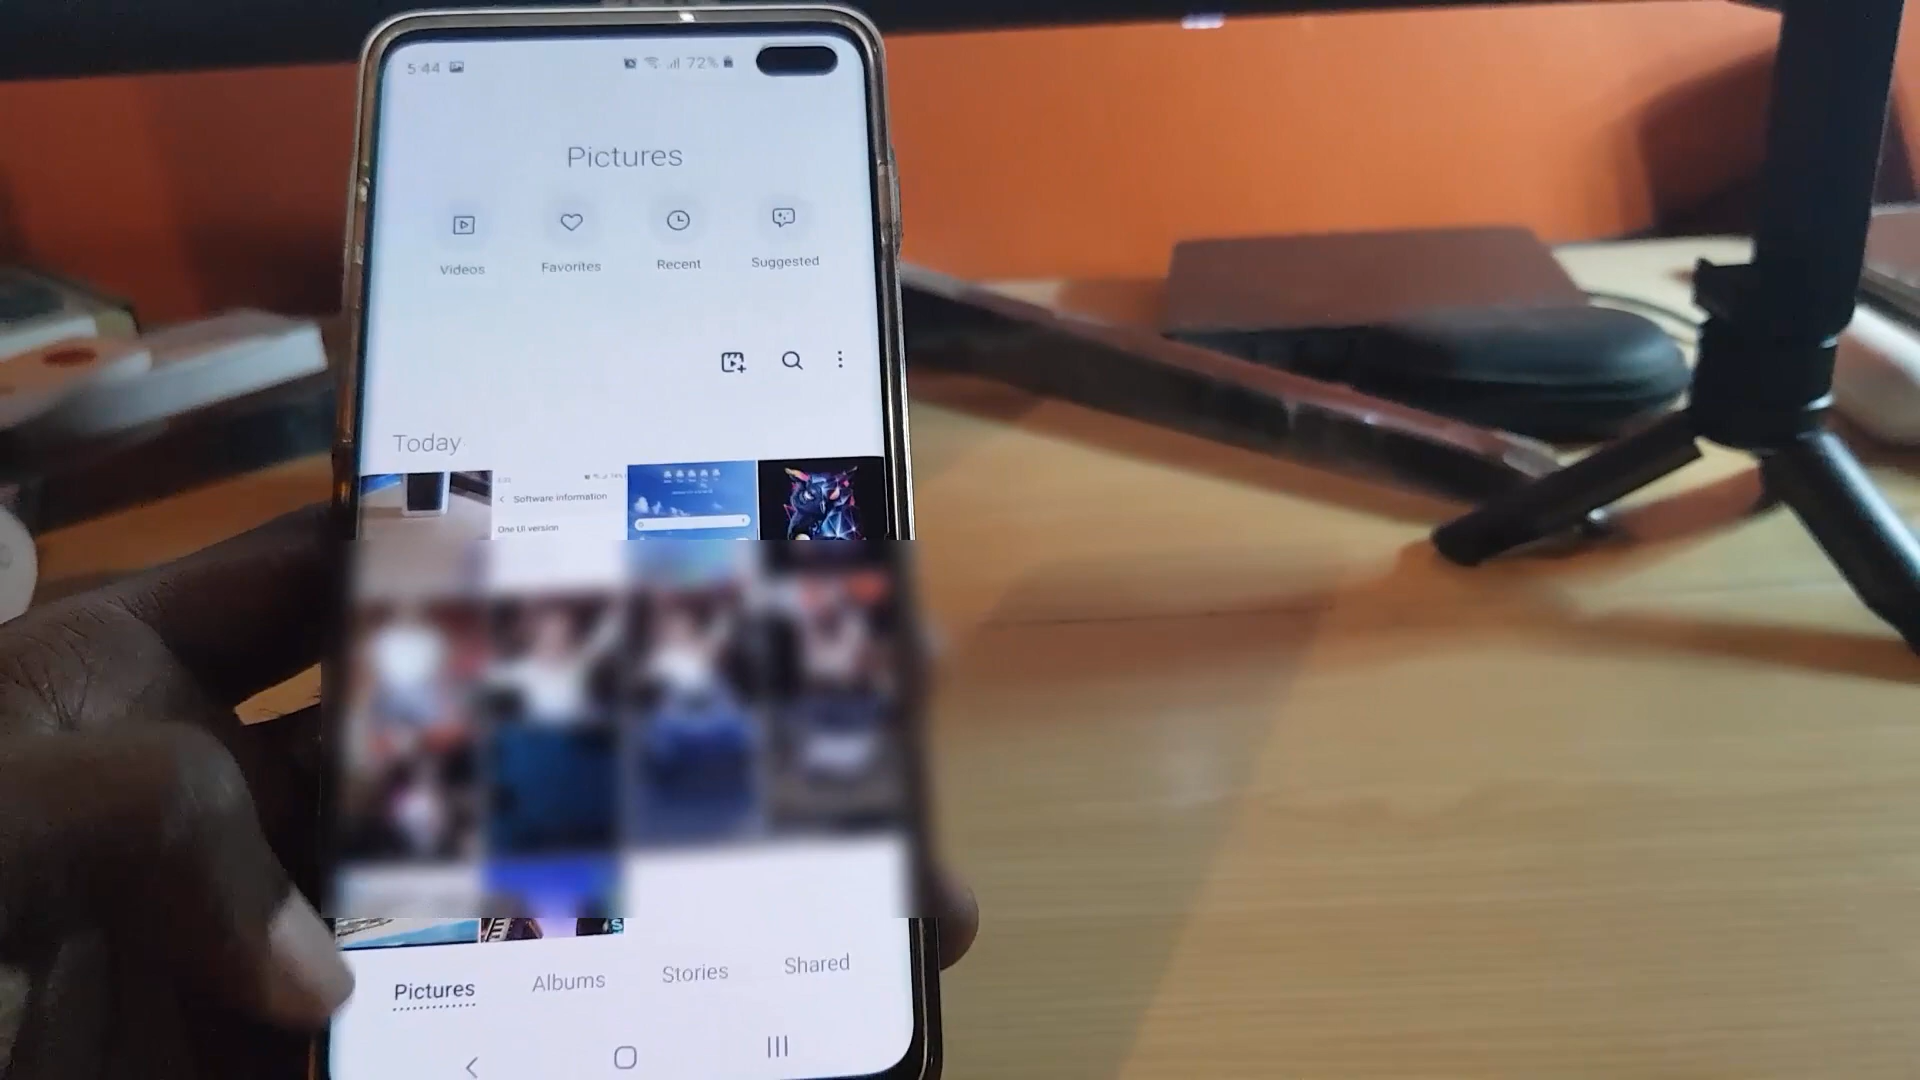 5:44 72%
Pictures
Videos Favorites Recent Suggested
Today
Software information
One UI version
Pictures Albums Stories Shared